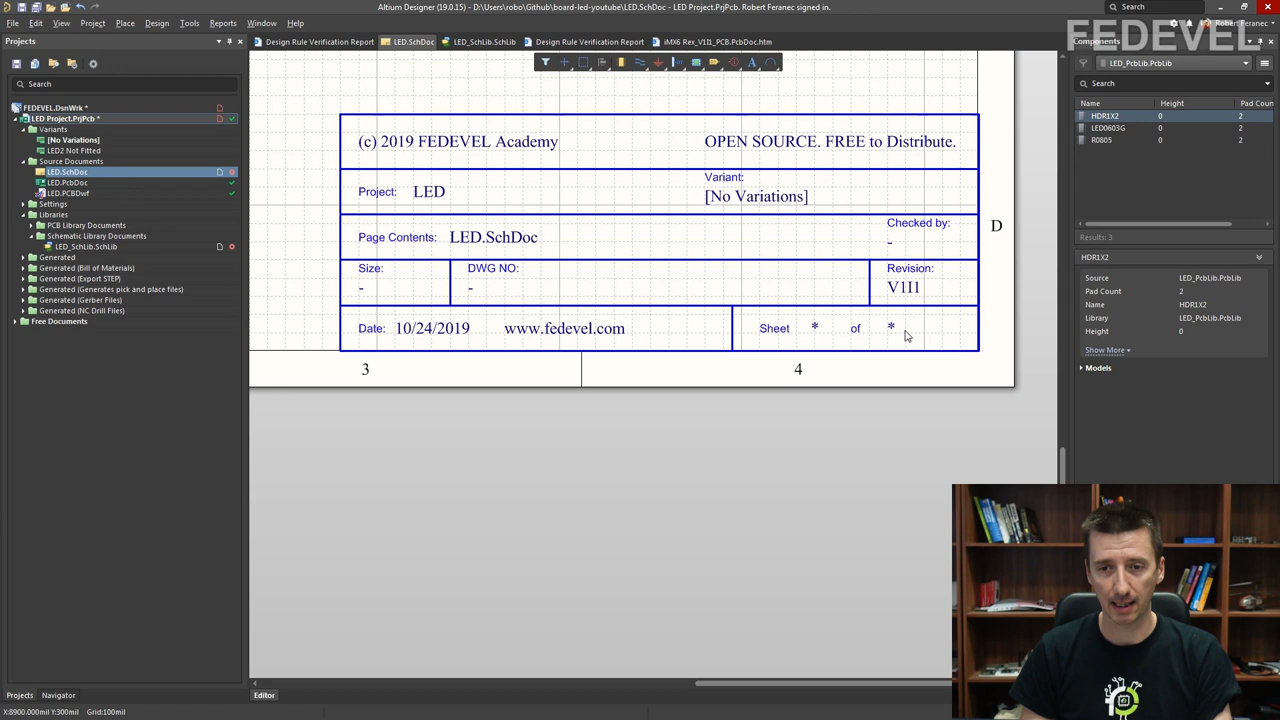 Altium Designer (19.0.15) - D:\Users\robo\Github\board-led-youtube\LED.SchDoc - LED Project.PrjPcb. Robert Feranec signed in.
Search
File Edit View Project Place Design Tools Reports Window Help
Robert Feranec
FEDEVEL
Projects
Design Rule Verification Report LED.SchDoc LED_SchLib.SchLib Design Rule Verification Report iMX6 Rex_V1I1_PCB.PcbDoc.htm
Components
LED_PcbLib.PcbLib
Search
Search
Name Height Pad Count
HDR1X2 0 2
LED0603G 0 2
R0805 0 2
FEDEVEL.DsnWrk *
LED Project.PrjPcb *
Variants
[No Variations]
LED2 Not Fitted
Source Documents
LED.SchDoc
LED.PcbDoc
LED.PCBDwf
Settings
Libraries
PCB Library Documents
Schematic Library Documents
LED_SchLib.SchLib
Generated
Generated (Bill of Materials)
Generated (Export STEP)
Generated (Generates pick and place files)
Generated (Gerber Files)
Generated (NC Drill Files)
Free Documents
(c) 2019 FEDEVEL Academy OPEN SOURCE. FREE to Distribute.
Project: LED
Variant:
[No Variations]
Page Contents: LED.SchDoc
Checked by:
-
D
Size:
-
DWG NO:
-
Revision:
V1I1
Date: 10/24/2019 www.fedevel.com
Sheet * of *
3 4
Results: 3
HDR1X2
Source LED_PcbLib.PcbLib
Pad Count 2
Name HDR1X2
Library LED_PcbLib.PcbLib
Height 0
Show More
Models
Projects Navigator
Editor
X:8900.000mil Y:300mil Grid:100mil